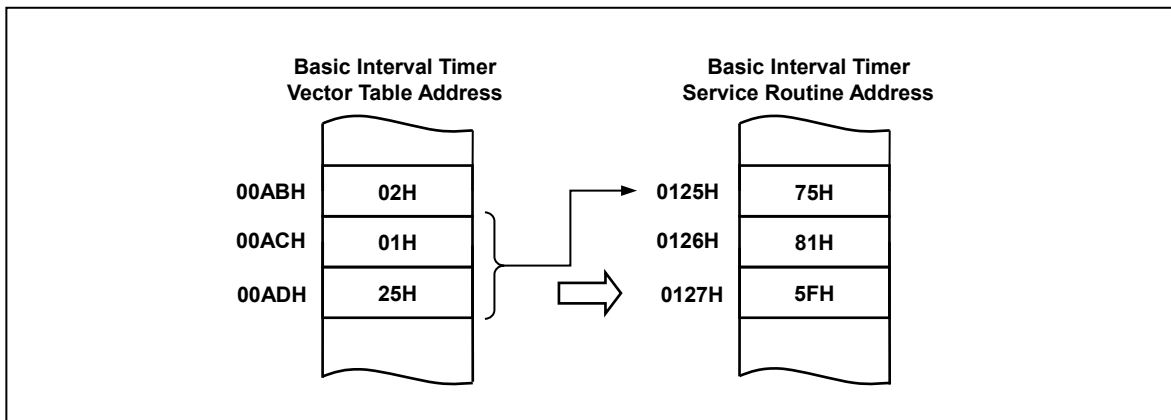 Basic Interval Timer
Vector Table Address
00ABH 02H
00ACH 01H
00ADH 25H
Basic Interval Timer
Service Routine Address
0125H 75H
0126H 81H
0127H 5FH